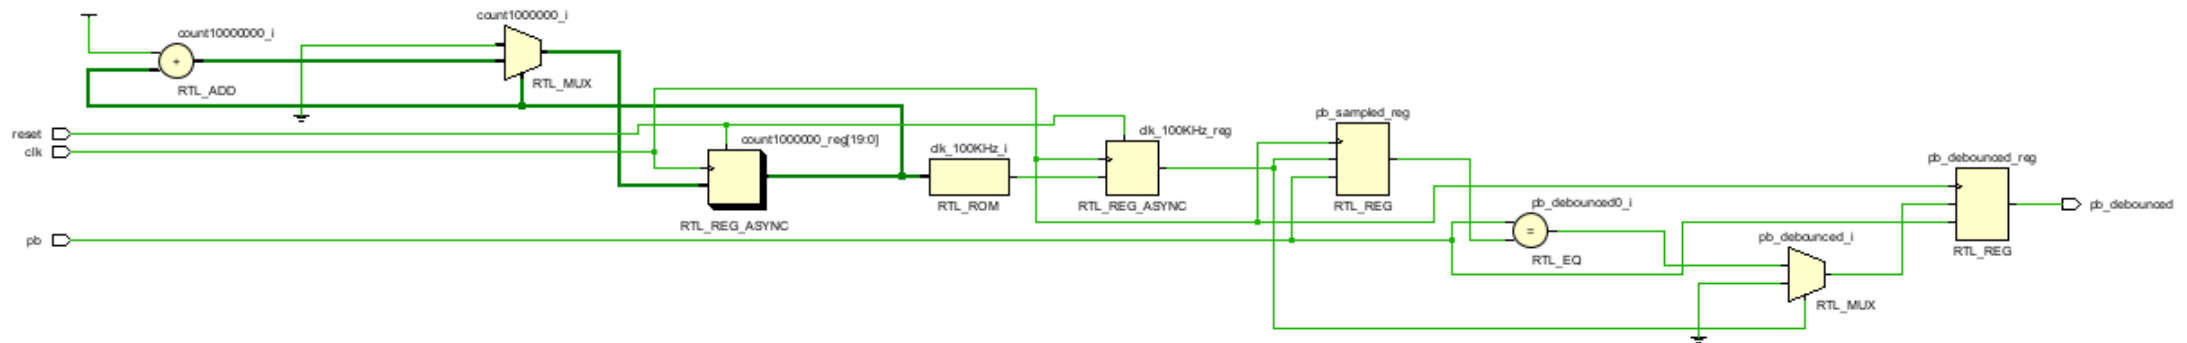 count1000000_i
count10000000_i
RTL_MUX
RTL_ADD
reset
clk
count1000000_reg[19:0]
clk_100KHz_i
clk_100KHz_reg
pb_sampled_reg
pb_debounced_reg
RTL_ROM
RTL_REG_ASYNC
RTL_REG
pb_debounced0_i
pb_debounced
RTL_REG_ASYNC
pb
pb_debounced_i
RTL_EQ
RTL_REG
RTL_MUX